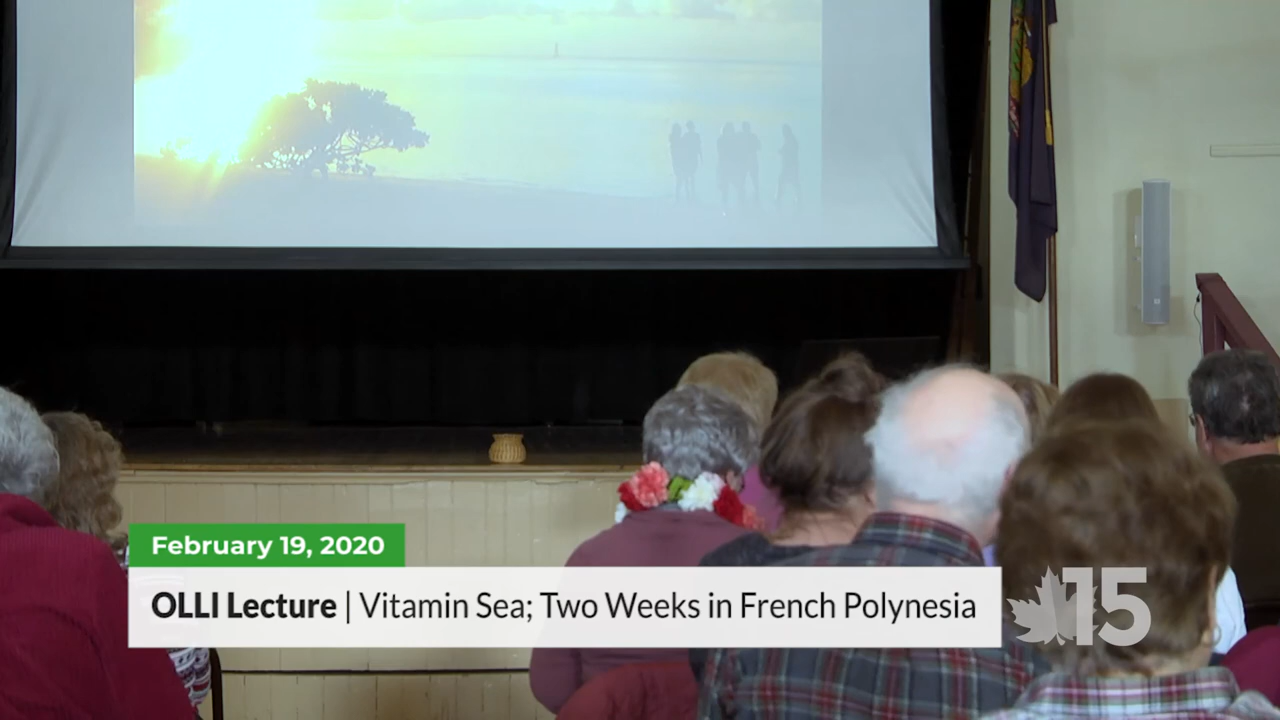 February 19, 2020
OLLI Lecture | Vitamin Sea; Two Weeks in French Polynesia
15